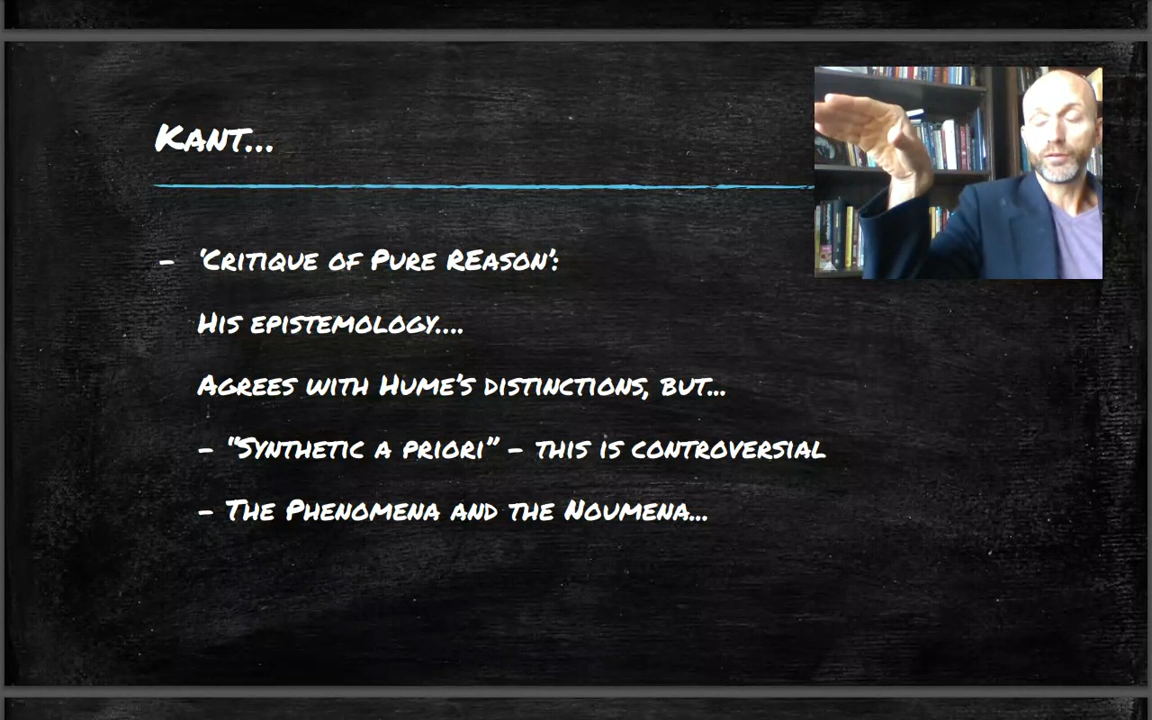 Kant...
- 'Critique of Pure REason':
His epistemology....
Agrees with Hume's distinctions, but...
- "Synthetic a priori" - this is controversial
- The Phenomena and the Noumena...